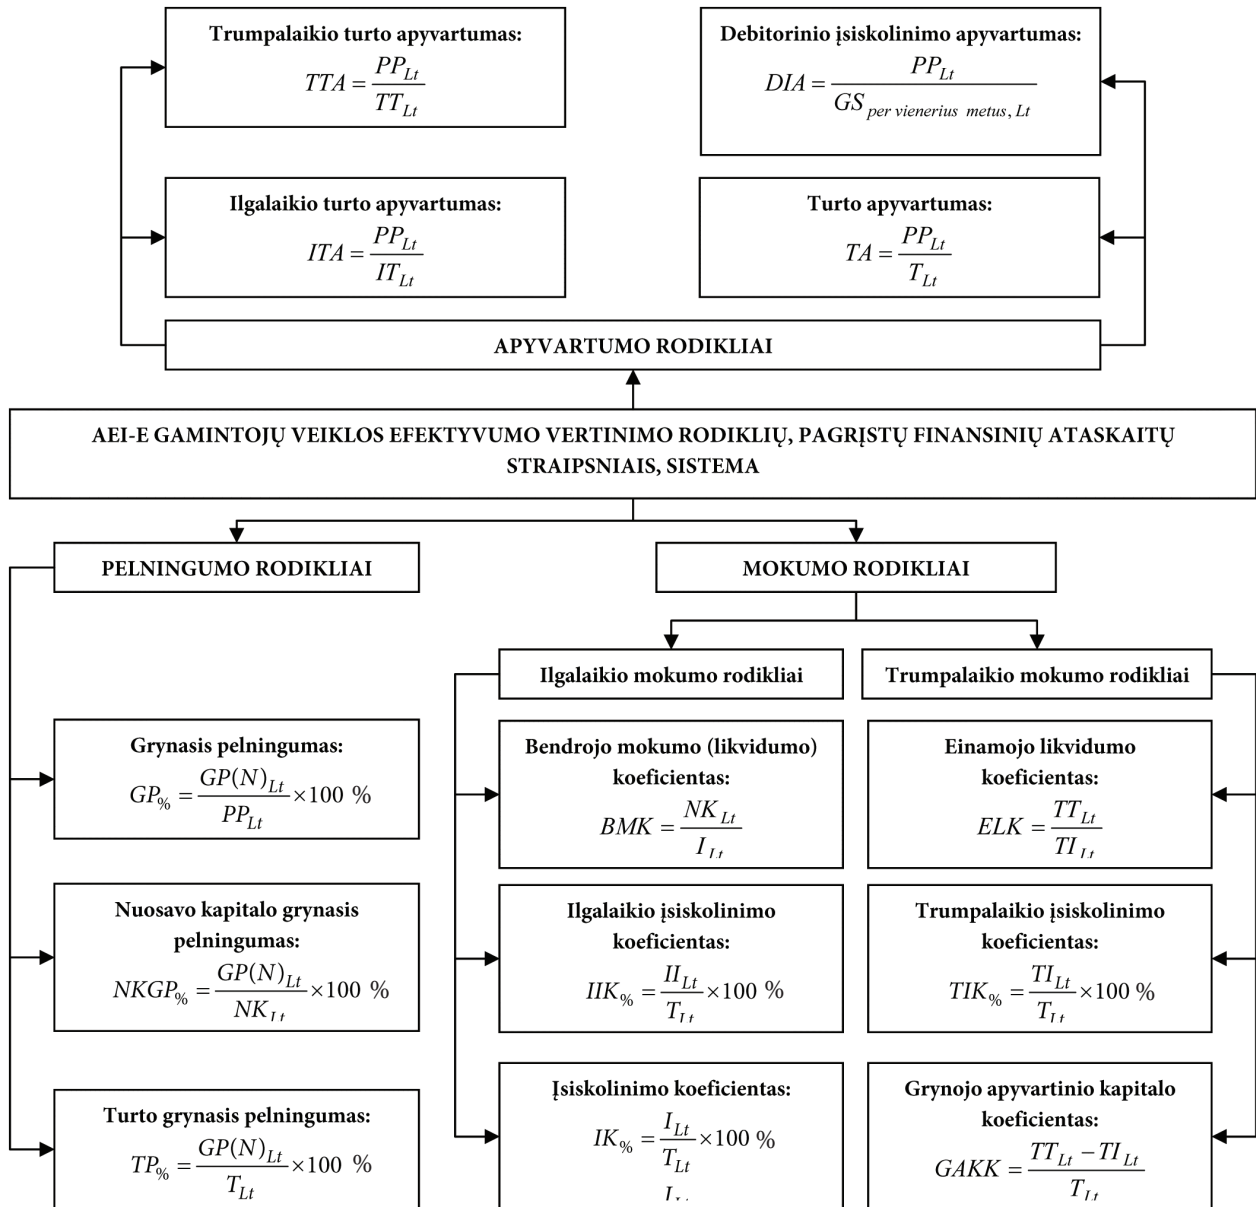 Trumpalaikio turto apyvartumas:
TTA = PP_Lt / TT_Lt
Debitorinio įsiskolinimo apyvartumas:
DIA = PP_Lt / GS_per vienerius metus, Lt
Ilgalaikio turto apyvartumas:
ITA = PP_Lt / IT_Lt
Turto apyvartumas:
TA = PP_Lt / T_Lt
APYVARTUMO RODIKLIAI
AEI-E GAMINTOJŲ VEIKLOS EFEKTYVUMO VERTINIMO RODIKLIŲ, PAGRĮSTŲ FINANSINIŲ ATASKAITŲ
STRAIPSNIAIS, SISTEMA
PELNINGUMO RODIKLIAI
MOKUMO RODIKLIAI
Ilgalaikio mokumo rodikliai
Trumpalaikio mokumo rodikliai
Grynasis pelningumas:
GP_% = GP(N)_Lt / PP_Lt × 100 %
Bendrojo mokumo (likvidumo)
koeficientas:
BMK = NK_Lt / I_Lt
Einamojo likvidumo
koeficientas:
ELK = TT_Lt / TI_Lt
Nuosavo kapitalo grynasis
pelningumas:
NKGP_% = GP(N)_Lt / NK_Lt × 100 %
Ilgalaikio įsiskolinimo
koeficientas:
IIK_% = II_Lt / T_Lt × 100 %
Trumpalaikio įsiskolinimo
koeficientas:
TIK_% = TI_Lt / T_Lt × 100 %
Turto grynasis pelningumas:
TP_% = GP(N)_Lt / T_Lt × 100 %
Įsiskolinimo koeficientas:
IK_% = I_Lt / T_Lt × 100 %
Grynojo apyvartinio kapitalo
koeficientas:
GAKK = TT_Lt − TI_Lt / T_Lt